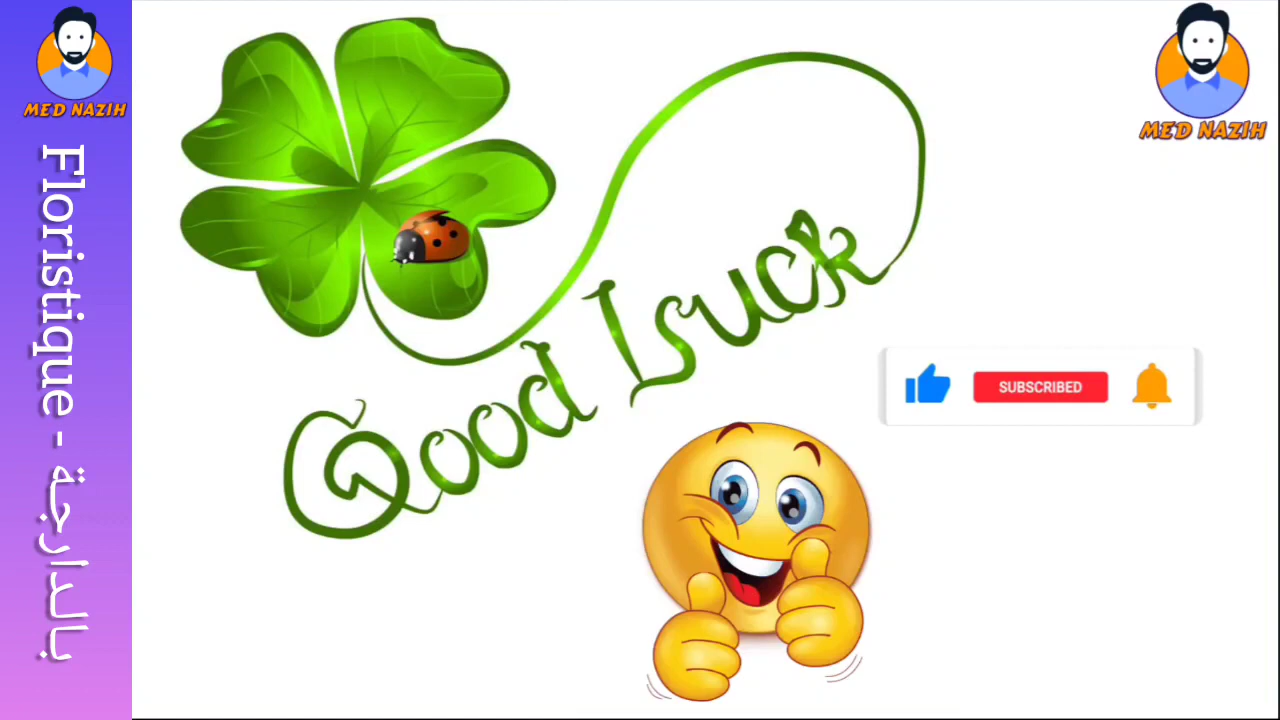 MED NAZIH
Floristique - بالدارجة
Good Luck
MED NAZIH
SUBSCRIBED